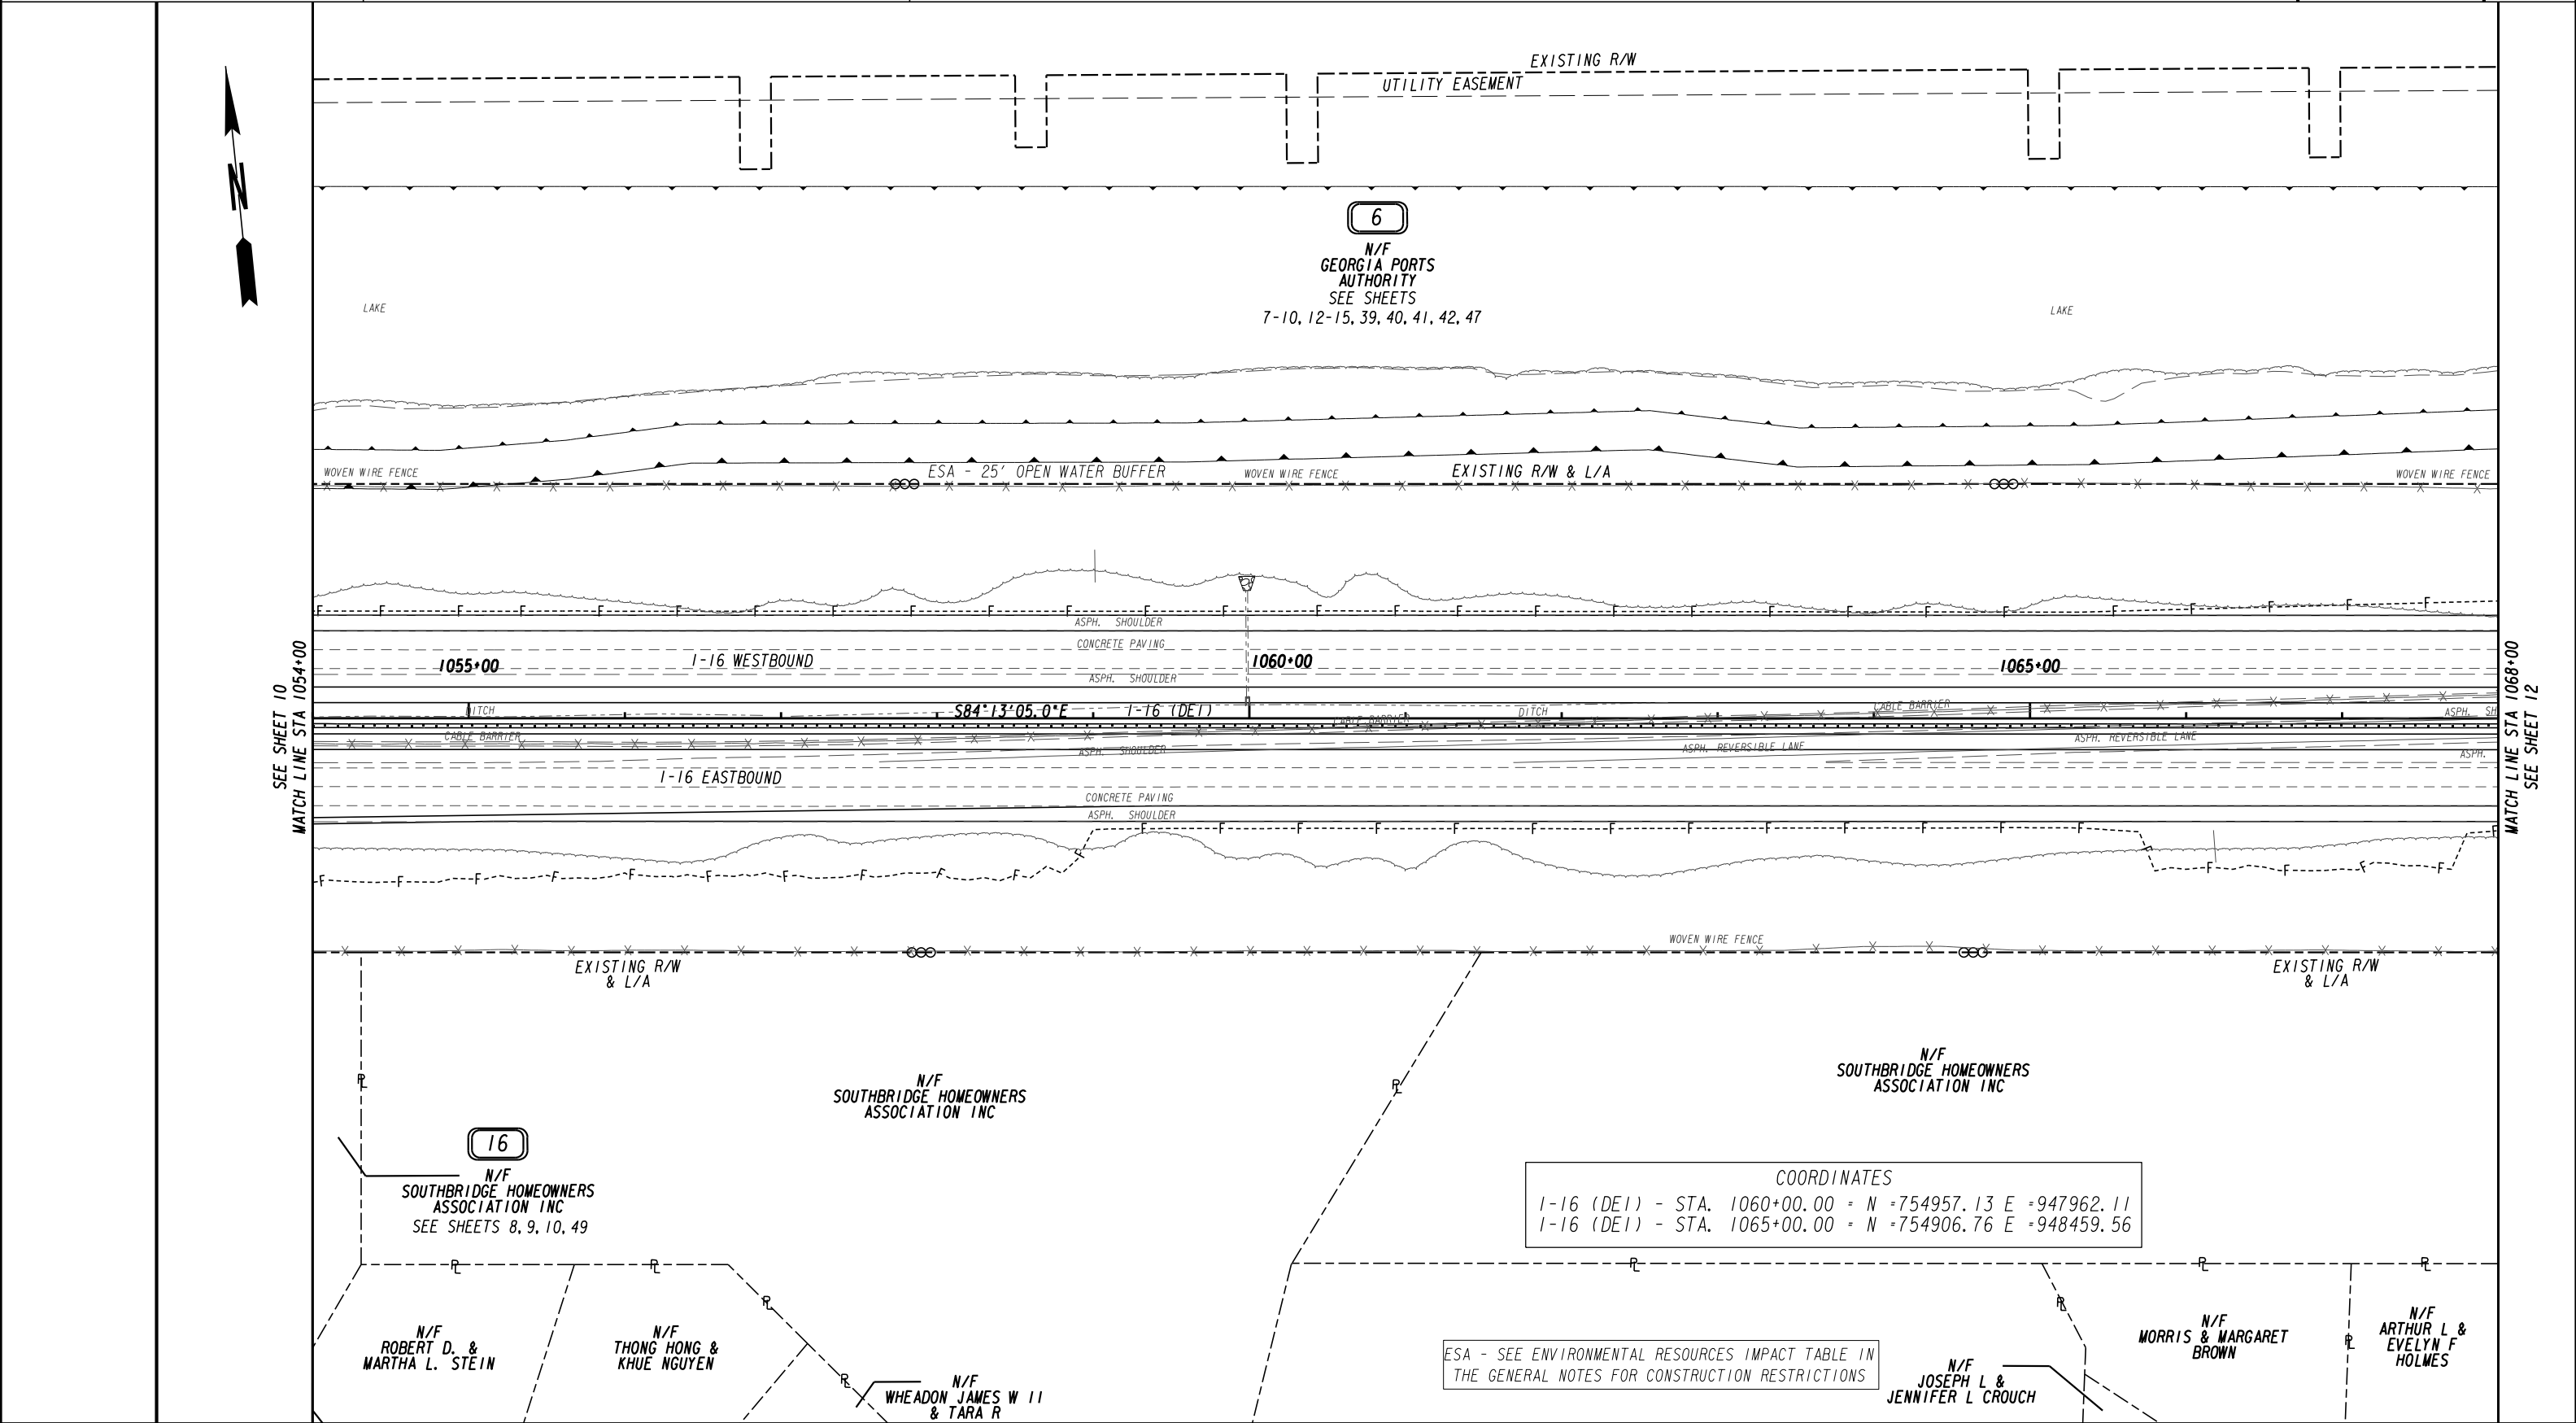 EXISTING R/W
UTILITY EASEMENT
N
6
N/F
GEORGIA PORTS
AUTHORITY
SEE SHEETS
7-10, 12-15, 39, 40, 41, 42, 47
LAKE
LAKE
WOVEN WIRE FENCE
ESA - 25' OPEN WATER BUFFER
WOVEN WIRE FENCE
EXISTING R/W & L/A
WOVEN WIRE FENCE
F F F F F F F F F F F F F F F F F F F F F F F F F F F F
ASPH. SHOULDER
CONCRETE PAVING
1055+00
I-16 WESTBOUND
1060+00
1065+00
ASPH. SHOULDER
SEE SHEET 10
MATCH LINE STA 1054+00
MATCH LINE STA 1068+00
SEE SHEET 12
DITCH
S84°13'05.0"E
I-16 (DE1)
CABLE BARRIER
DITCH
CABLE BARRIER
ASPH. SH
CABLE BARRIER
ASPH. SHOULDER
ASPH. REVERSIBLE LANE
ASPH. REVERSIBLE LANE
ASPH.
I-16 EASTBOUND
CONCRETE PAVING
ASPH. SHOULDER
WOVEN WIRE FENCE
EXISTING R/W
& L/A
EXISTING R/W
& L/A
N/F
SOUTHBRIDGE HOMEOWNERS
ASSOCIATION INC
N/F
SOUTHBRIDGE HOMEOWNERS
ASSOCIATION INC
16
N/F
SOUTHBRIDGE HOMEOWNERS
ASSOCIATION INC
SEE SHEETS 8, 9, 10, 49
COORDINATES
I-16 (DE1) - STA. 1060+00.00 = N =754957.13 E =947962.11
I-16 (DE1) - STA. 1065+00.00 = N =754906.76 E =948459.56
N/F
ROBERT D. &
MARTHA L. STEIN
N/F
THONG HONG &
KHUE NGUYEN
N/F
WHEADON JAMES W II
& TARA R
ESA - SEE ENVIRONMENTAL RESOURCES IMPACT TABLE IN
THE GENERAL NOTES FOR CONSTRUCTION RESTRICTIONS
N/F
JOSEPH L &
JENNIFER L CROUCH
N/F
MORRIS & MARGARET
BROWN
N/F
ARTHUR L &
EVELYN F
HOLMES